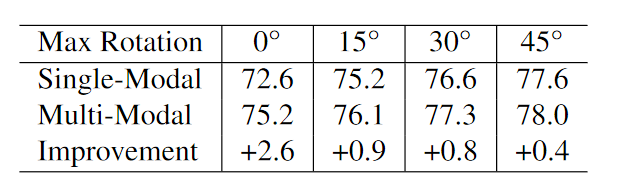 Max Rotation 0° 15° 30° 45°
Single-Modal 72.6 75.2 76.6 77.6
Multi-Modal 75.2 76.1 77.3 78.0
Improvement +2.6 +0.9 +0.8 +0.4